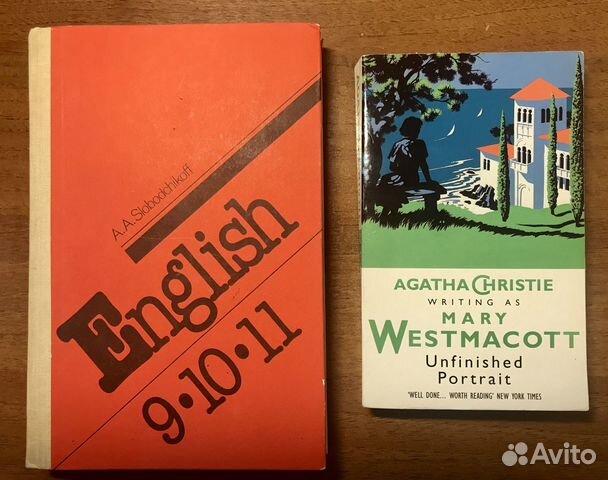 A.A.Slobodchikoff
English
9·10·11
AGATHA CHRISTIE
WRITING AS
MARY
WESTMACOTT
Unfinished
Portrait
'WELL DONE... WORTH READING' NEW YORK TIMES
Avito